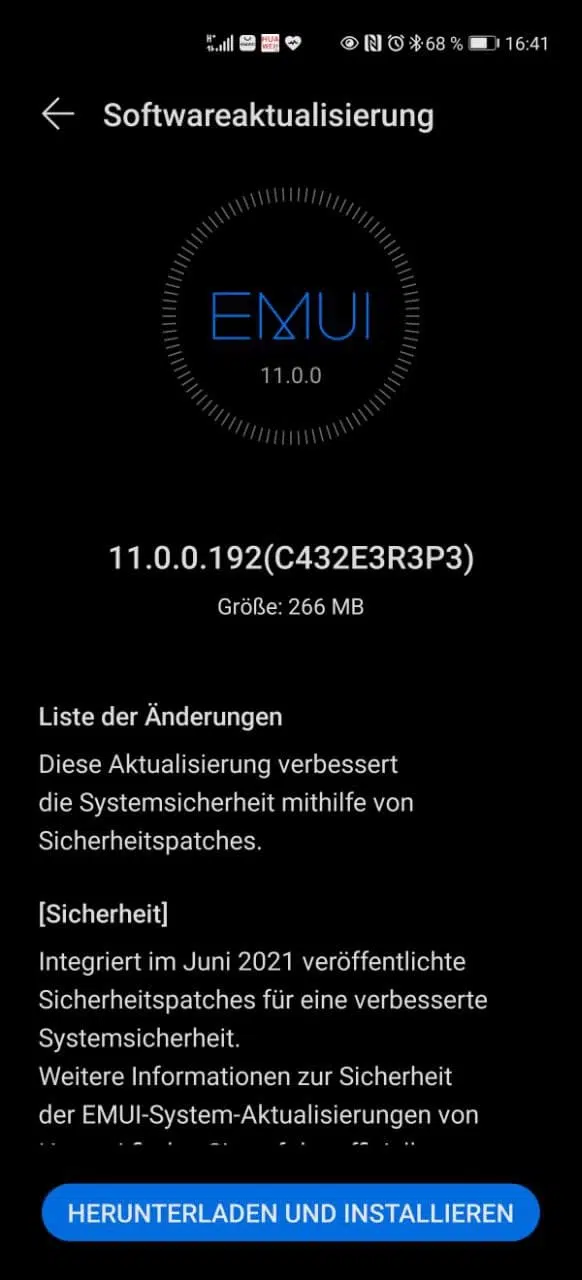 68 % 16:41
Softwareaktualisierung
EMUI
11.0.0
11.0.0.192(C432E3R3P3)
Größe: 266 MB
Liste der Änderungen
Diese Aktualisierung verbessert
die Systemsicherheit mithilfe von
Sicherheitspatches.
[Sicherheit]
Integriert im Juni 2021 veröffentlichte
Sicherheitspatches für eine verbesserte
Systemsicherheit.
Weitere Informationen zur Sicherheit
der EMUI-System-Aktualisierungen von
HERUNTERLADEN UND INSTALLIEREN